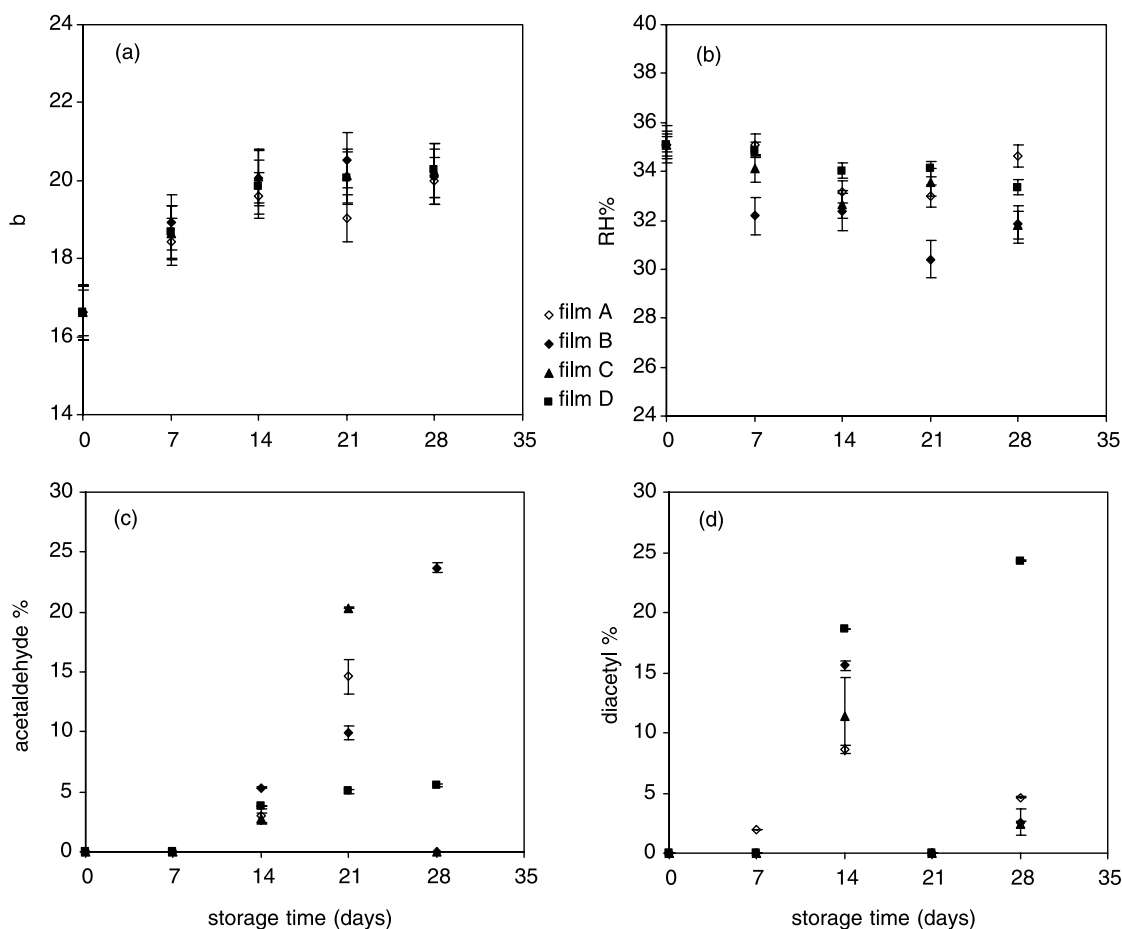 (a)
b
24
22
20
18
16
14
0 7 14 21 28 35
film A
film B
film C
film D
(b)
RH%
40
38
36
34
32
30
28
26
24
0 7 14 21 28 35
(c)
acetaldehyde %
30
25
20
15
10
5
0
0 7 14 21 28 35
storage time (days)
(d)
diacetyl %
30
25
20
15
10
5
0
0 7 14 21 28 35
storage time (days)